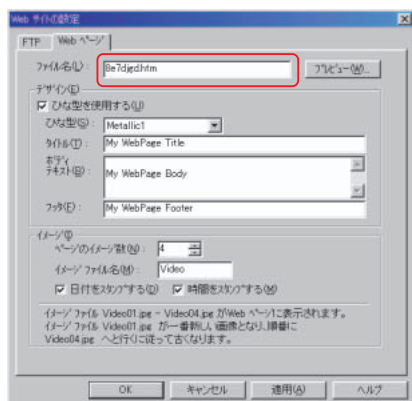 Web サイトの設定
FTP
Web ページ
ファイル名(L):
8e7djgd.htm
プレビュー(W)...
デザイン(E)
ひな型を使用する(U)
ひな型(S):
Metallic1
タイトル(T):
My WebPage Title
ボディ
テキスト(B):
My WebPage Body
フッタ(F):
My WebPage Footer
イメージ(I)
ページのイメージ数(N):
4
イメージ ファイル名(M):
Video
日付をスタンプする(D)
時間をスタンプする(M)
イメージ ファイル Video01.jpg - Video04.jpg がWeb ページに表示されます。
イメージ ファイル Video01.jpg が一番新しい画像となり、順番に
Video04.jpg へと行くに従って古くなります。
OK
キャンセル
適用(A)
ヘルプ